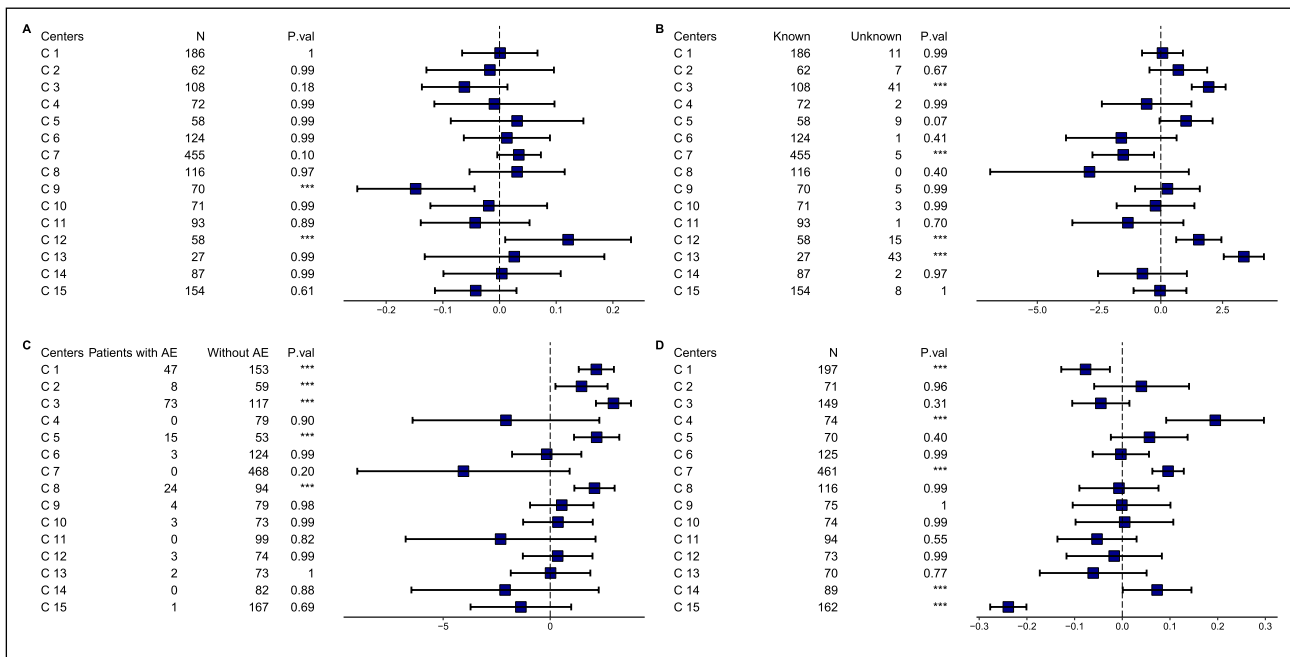 A
Centers N P.val
C 1 186 1
C 2 62 0.99
C 3 108 0.18
C 4 72 0.99
C 5 58 0.99
C 6 124 0.99
C 7 455 0.10
C 8 116 0.97
C 9 70 ***
C 10 71 0.99
C 11 93 0.89
C 12 58 ***
C 13 27 0.99
C 14 87 0.99
C 15 154 0.61
−0.2 −0.1 0.0 0.1 0.2
B
Centers Known Unknown P.val
C 1 186 11 0.99
C 2 62 7 0.67
C 3 108 41 ***
C 4 72 2 0.99
C 5 58 9 0.07
C 6 124 1 0.41
C 7 455 5 ***
C 8 116 0 0.40
C 9 70 5 0.99
C 10 71 3 0.99
C 11 93 1 0.70
C 12 58 15 ***
C 13 27 43 ***
C 14 87 2 0.97
C 15 154 8 1
−5.0 −2.5 0.0 2.5
C
Centers Patients with AE Without AE P.val
C 1 47 153 ***
C 2 8 59 ***
C 3 73 117 ***
C 4 0 79 0.90
C 5 15 53 ***
C 6 3 124 0.99
C 7 0 468 0.20
C 8 24 94 ***
C 9 4 79 0.98
C 10 3 73 0.99
C 11 0 99 0.82
C 12 3 74 0.99
C 13 2 73 1
C 14 0 82 0.88
C 15 1 167 0.69
−5 0
D
Centers N P.val
C 1 197 ***
C 2 71 0.96
C 3 149 0.31
C 4 74 ***
C 5 70 0.40
C 6 125 0.99
C 7 461 ***
C 8 116 0.99
C 9 75 1
C 10 74 0.99
C 11 94 0.55
C 12 73 0.99
C 13 70 0.77
C 14 89 ***
C 15 162 ***
−0.3 −0.2 −0.1 0.0 0.1 0.2 0.3